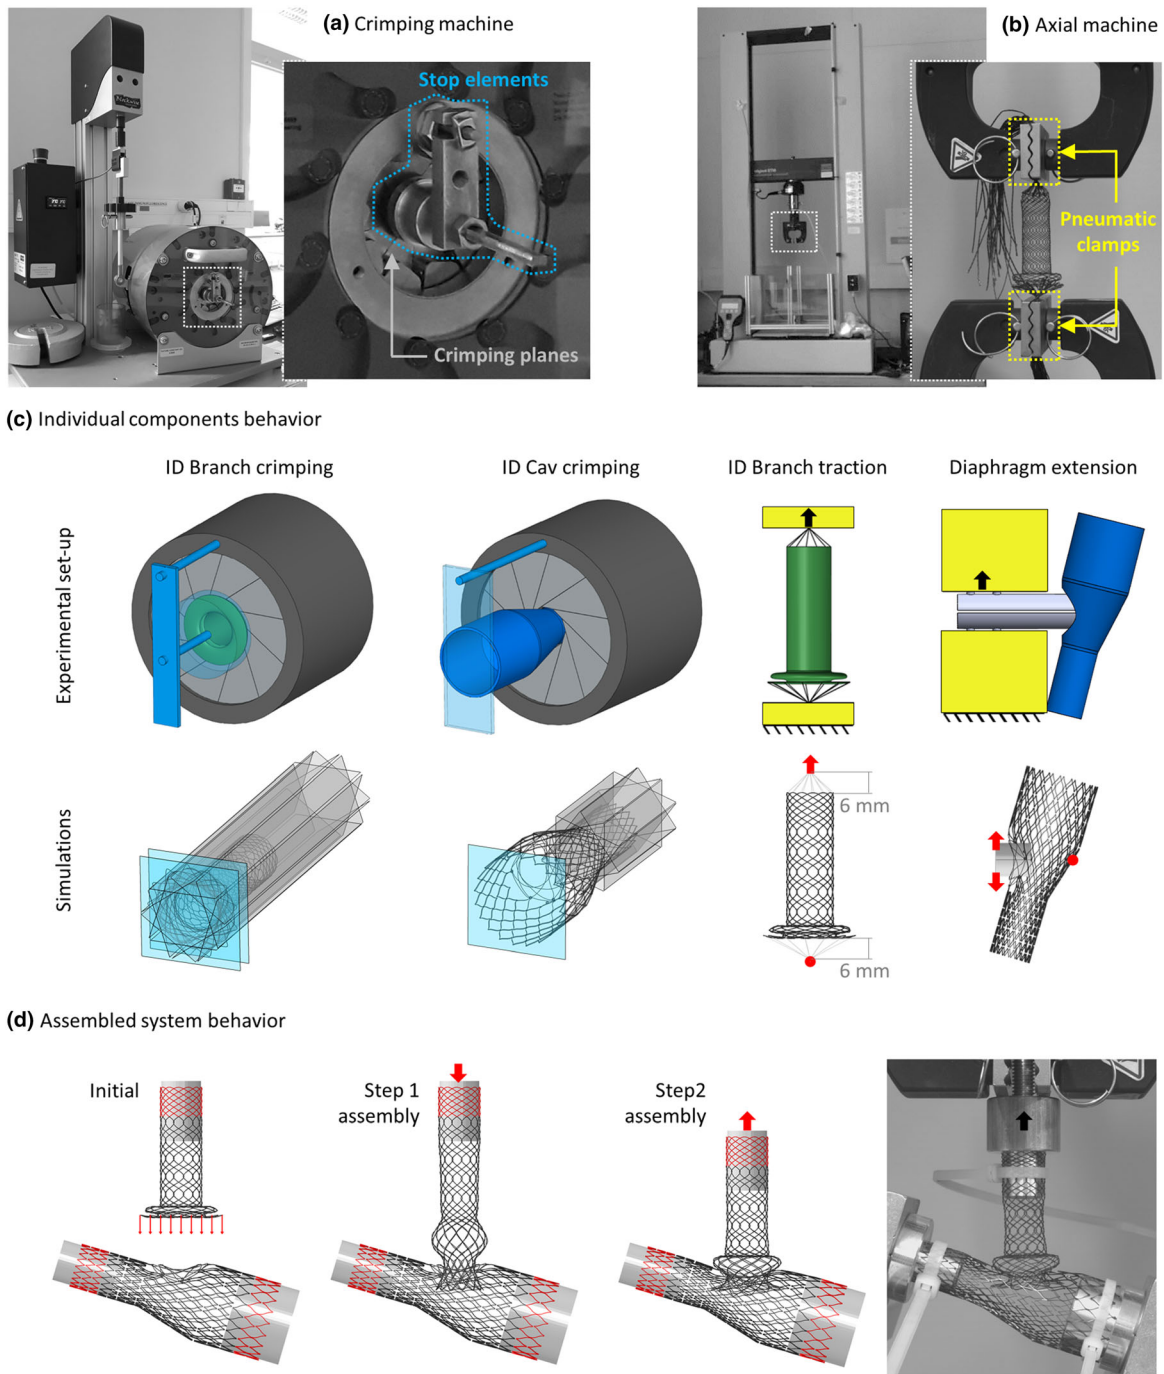 (a) Crimping machine
Stop elements
Crimping planes
(b) Axial machine
Pneumatic
clamps
(c) Individual components behavior
ID Branch crimping
ID Cav crimping
ID Branch traction
Diaphragm extension
Experimental set-up
Simulations
6 mm
6 mm
(d) Assembled system behavior
Initial
Step 1
assembly
Step2
assembly